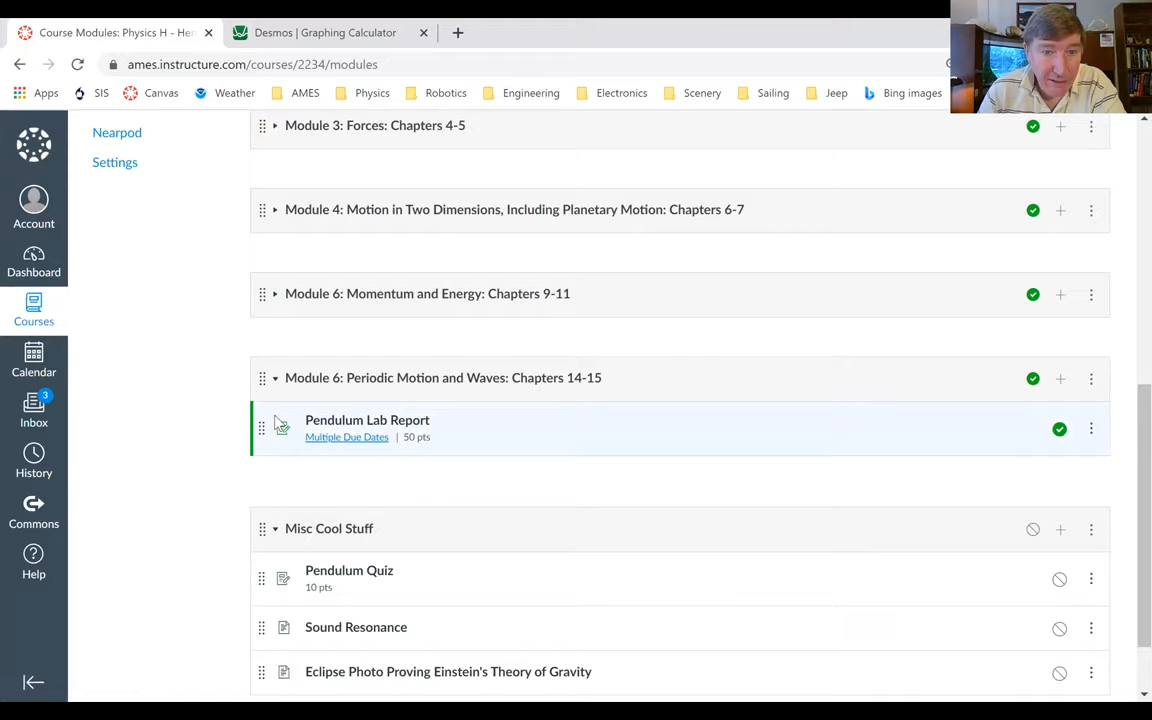 Course Modules: Physics H - Her
Desmos | Graphing Calculator
ames.instructure.com/courses/2234/modules
Apps
SIS
Canvas
Weather
AMES
Physics
Robotics
Engineering
Electronics
Scenery
Sailing
Jeep
Bing images
Nearpod
Settings
Account
Dashboard
Courses
Calendar
3
Inbox
History
Commons
Help
Module 3: Forces: Chapters 4-5
Module 4: Motion in Two Dimensions, Including Planetary Motion: Chapters 6-7
Module 6: Momentum and Energy: Chapters 9-11
Module 6: Periodic Motion and Waves: Chapters 14-15
Pendulum Lab Report
Multiple Due Dates | 50 pts
Misc Cool Stuff
Pendulum Quiz
10 pts
Sound Resonance
Eclipse Photo Proving Einstein's Theory of Gravity